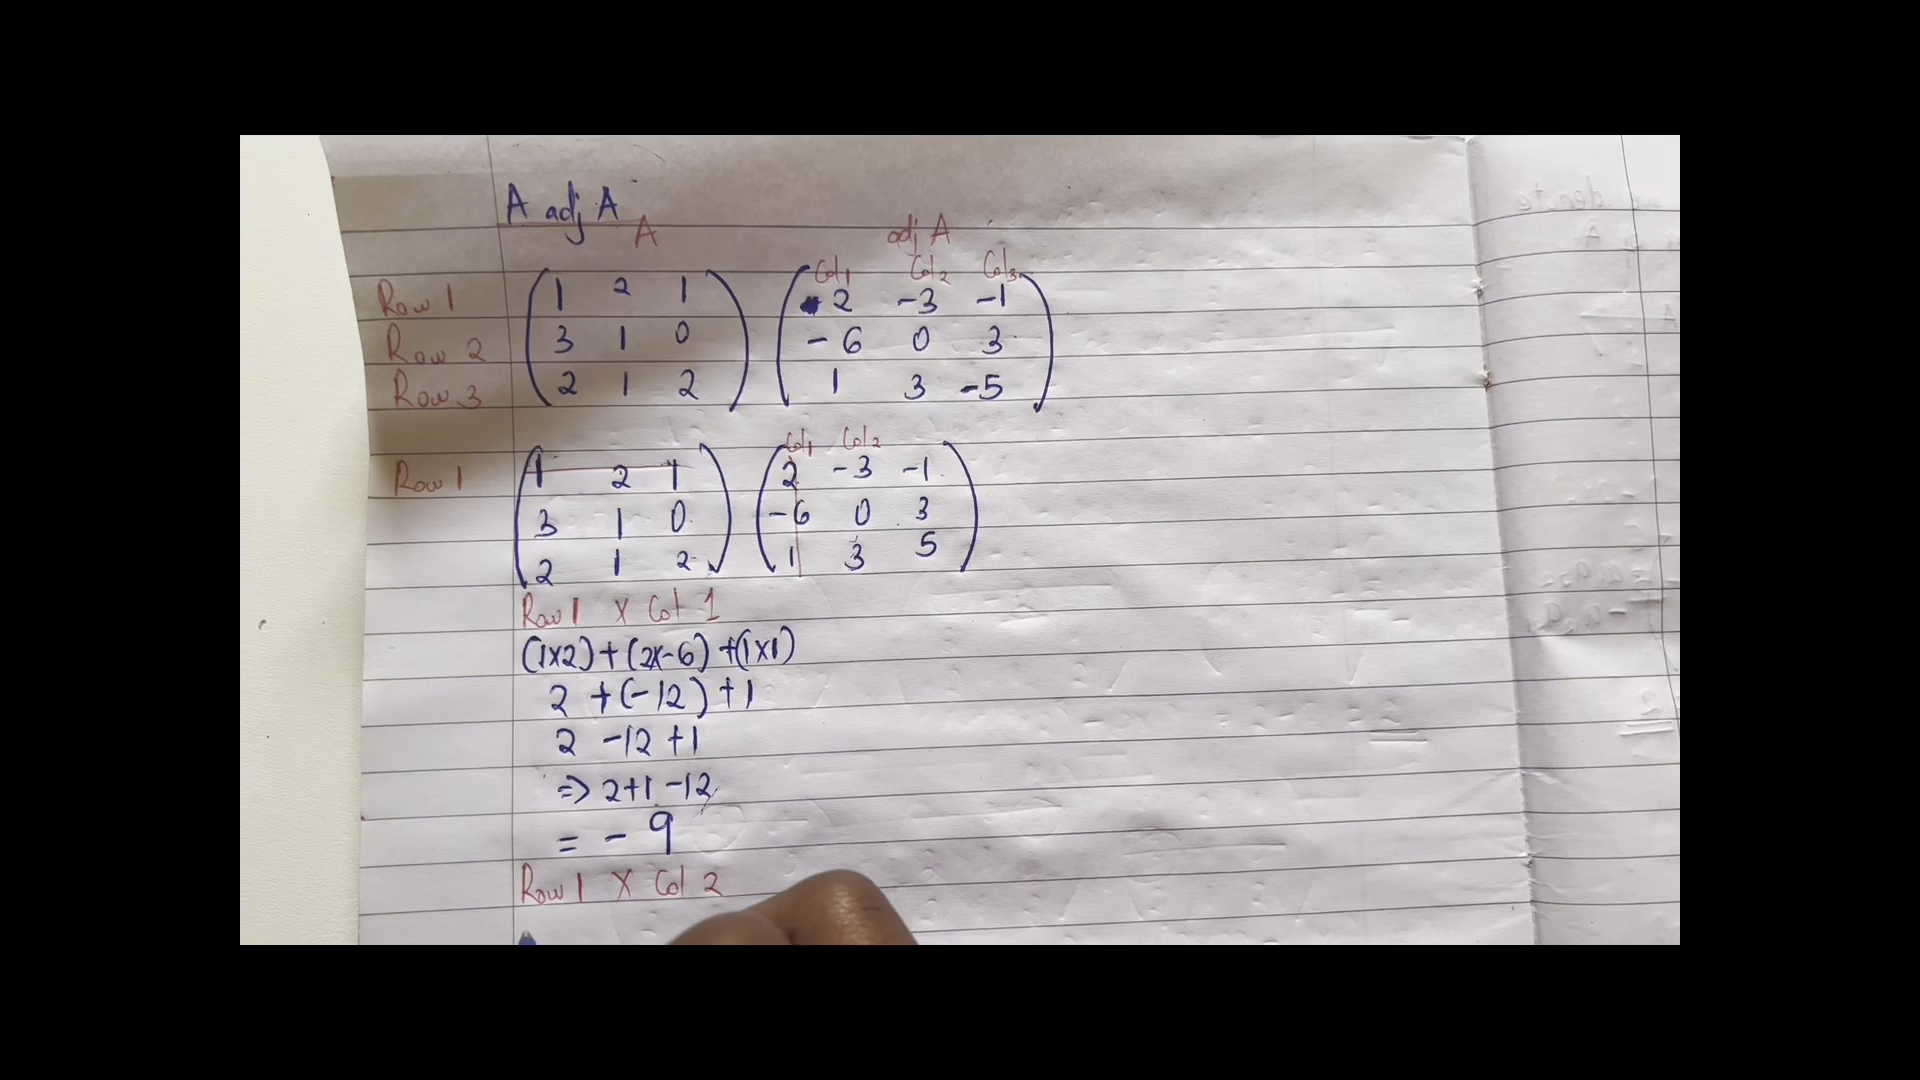 A adj A
A adj A
Col1 Col2 Col3
Row 1 1 2 1 2 -3 -1
Row 2 3 1 0 -6 0 3
Row 3 2 1 2 1 3 -5
Col1 Col2
Row 1 1 2 1 2 -3 -1
3 1 0 -6 0 3
2 1 2 1 3 5
Row 1 X Col 1
(1x2)+(2x-6)+(1x1)
2 +(-12)+1
2 -12 +1
=> 2+1-12
= -9
Row 1 X Col 2